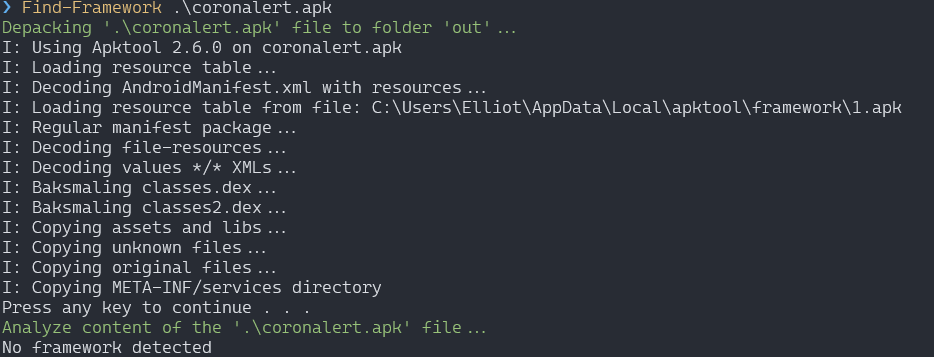 ❯ Find-Framework .\coronalert.apk
Depacking '.\coronalert.apk' file to folder 'out'...
I: Using Apktool 2.6.0 on coronalert.apk
I: Loading resource table...
I: Decoding AndroidManifest.xml with resources...
I: Loading resource table from file: C:\Users\Elliot\AppData\Local\apktool\framework\1.apk
I: Regular manifest package...
I: Decoding file-resources...
I: Decoding values */* XMLs...
I: Baksmaling classes.dex...
I: Baksmaling classes2.dex...
I: Copying assets and libs...
I: Copying unknown files...
I: Copying original files...
I: Copying META-INF/services directory
Press any key to continue . . .
Analyze content of the '.\coronalert.apk' file...
No framework detected